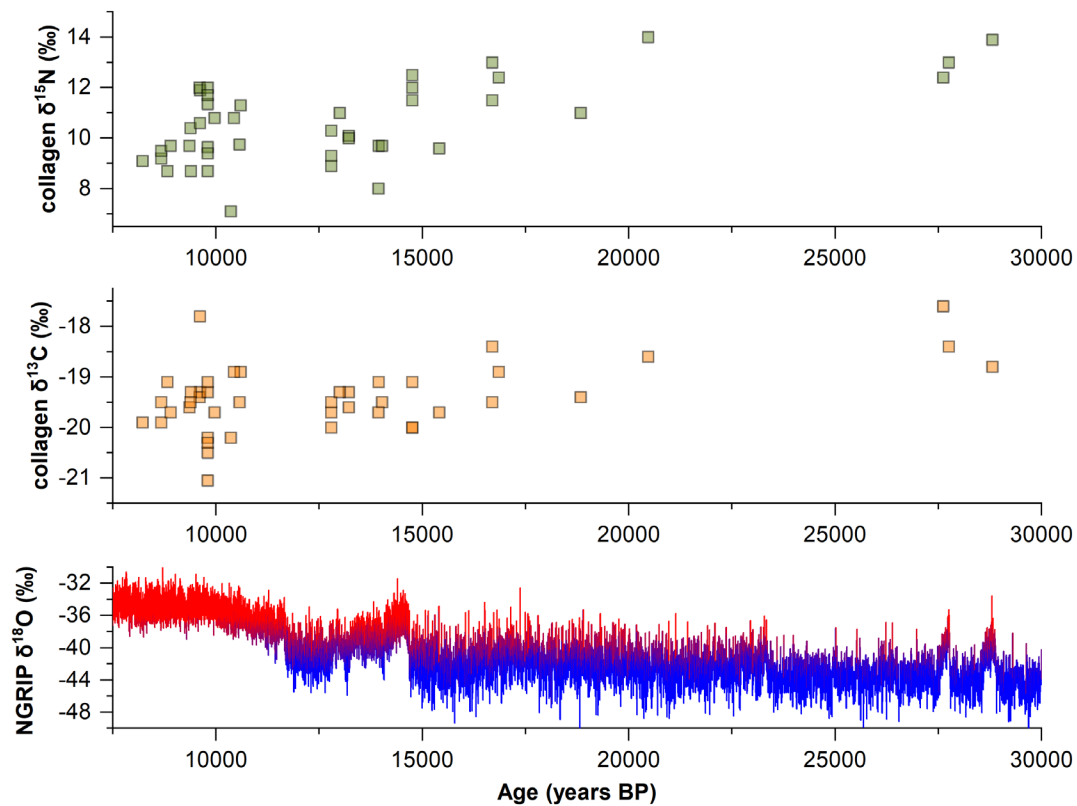 collagen δ¹⁵N (‰)
14
12
10
8
10000 15000 20000 25000 30000
collagen δ¹³C (‰)
-18
-19
-20
-21
10000 15000 20000 25000 30000
NGRIP δ¹⁸O (‰)
-32
-36
-40
-44
-48
10000 15000 20000 25000 30000
Age (years BP)